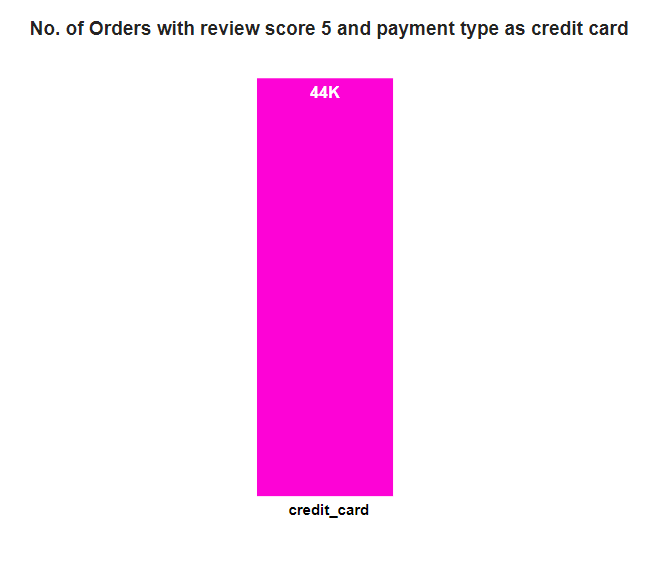 No. of Orders with review score 5 and payment type as credit card
44K
credit_card